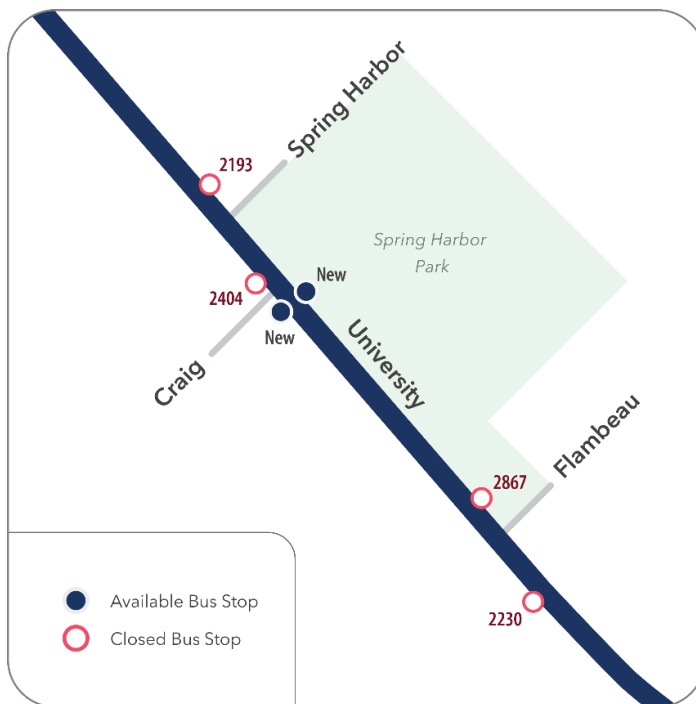 Spring Harbor
2193
Spring Harbor
Park
New
2404
New
University
Craig
Flambeau
2867
2230
Available Bus Stop
Closed Bus Stop